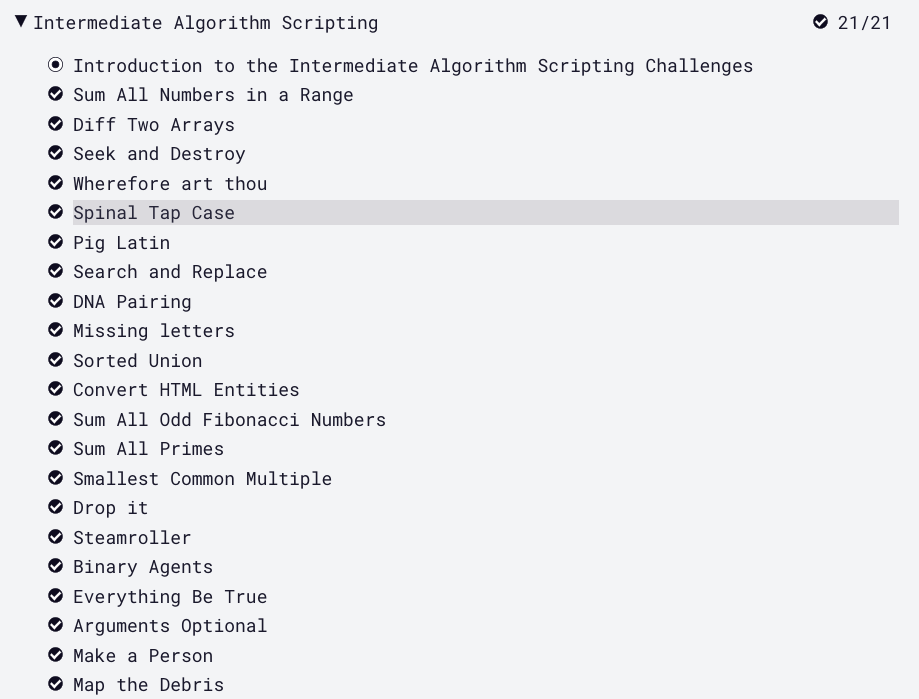 Intermediate Algorithm Scripting 21/21
Introduction to the Intermediate Algorithm Scripting Challenges
Sum All Numbers in a Range
Diff Two Arrays
Seek and Destroy
Wherefore art thou
Spinal Tap Case
Pig Latin
Search and Replace
DNA Pairing
Missing letters
Sorted Union
Convert HTML Entities
Sum All Odd Fibonacci Numbers
Sum All Primes
Smallest Common Multiple
Drop it
Steamroller
Binary Agents
Everything Be True
Arguments Optional
Make a Person
Map the Debris